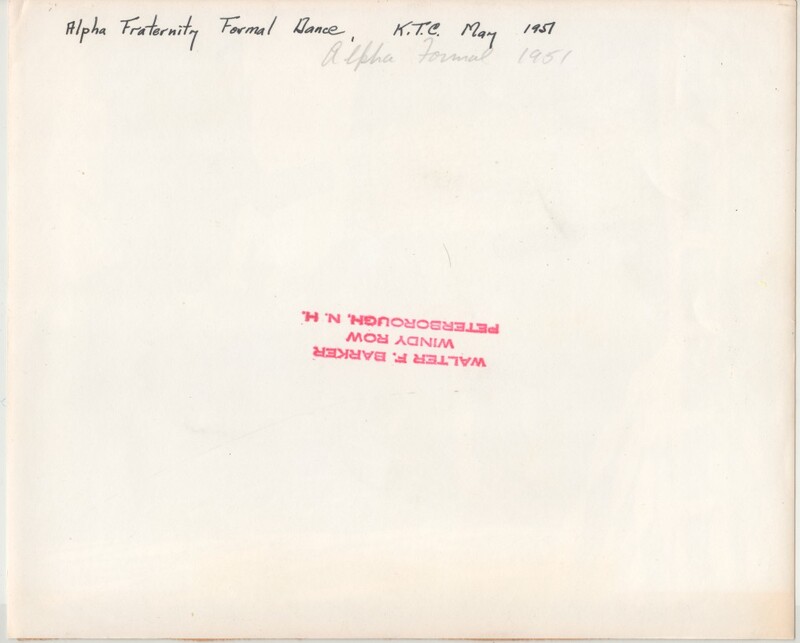 Alpha Fraternity Formal Dance, K.T.C. May 1951
Alpha Formal 1951
WALTER F. BARKER
WINDY ROW
PETERBOROUGH, N. H.